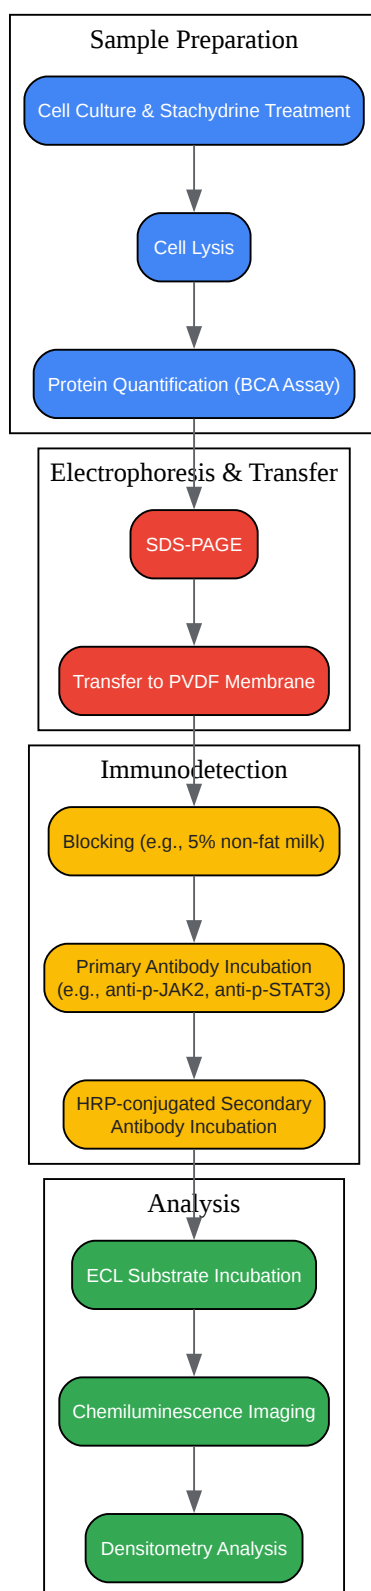 Sample Preparation
Cell Culture & Stachydrine Treatment
Cell Lysis
Protein Quantification (BCA Assay)
Electrophoresis & Transfer
SDS-PAGE
Transfer to PVDF Membrane
Immunodetection
Blocking (e.g., 5% non-fat milk)
Primary Antibody Incubation
(e.g., anti-p-JAK2, anti-p-STAT3)
HRP-conjugated Secondary
Antibody Incubation
Analysis
ECL Substrate Incubation
Chemiluminescence Imaging
Densitometry Analysis